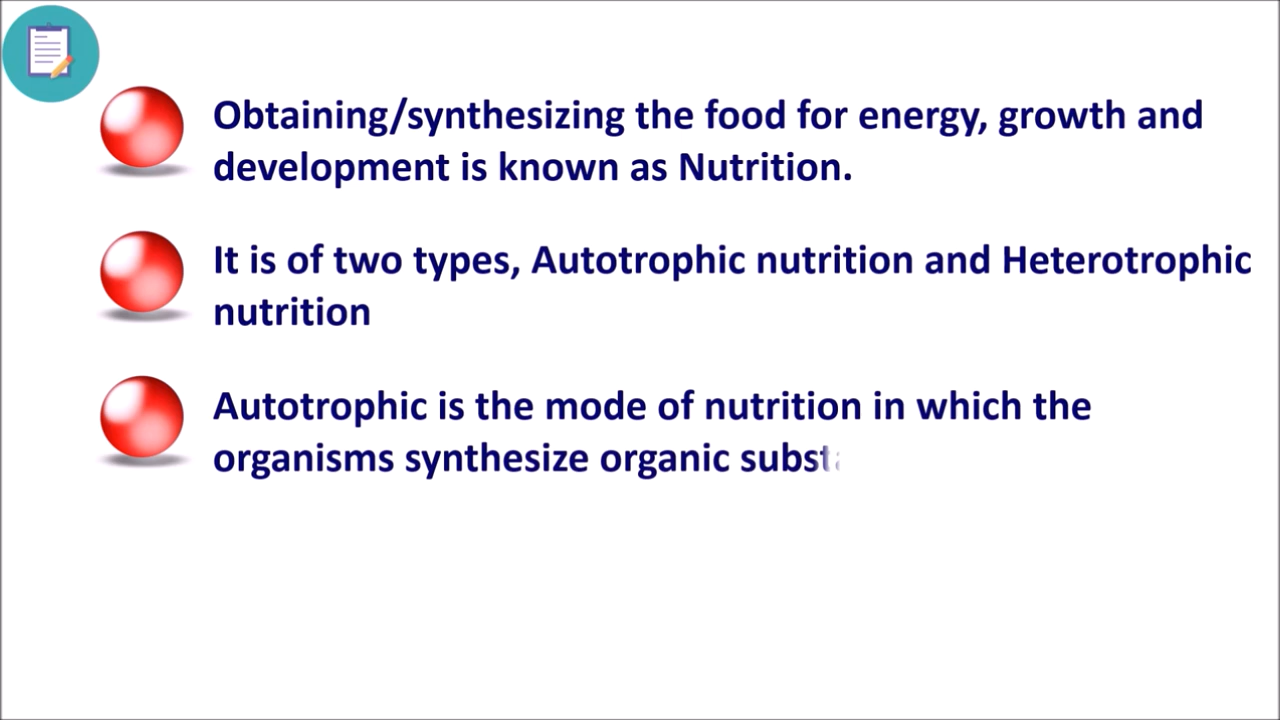 Obtaining/synthesizing the food for energy, growth and
development is known as Nutrition.
It is of two types, Autotrophic nutrition and Heterotrophic
nutrition
Autotrophic is the mode of nutrition in which the
organisms synthesize organic